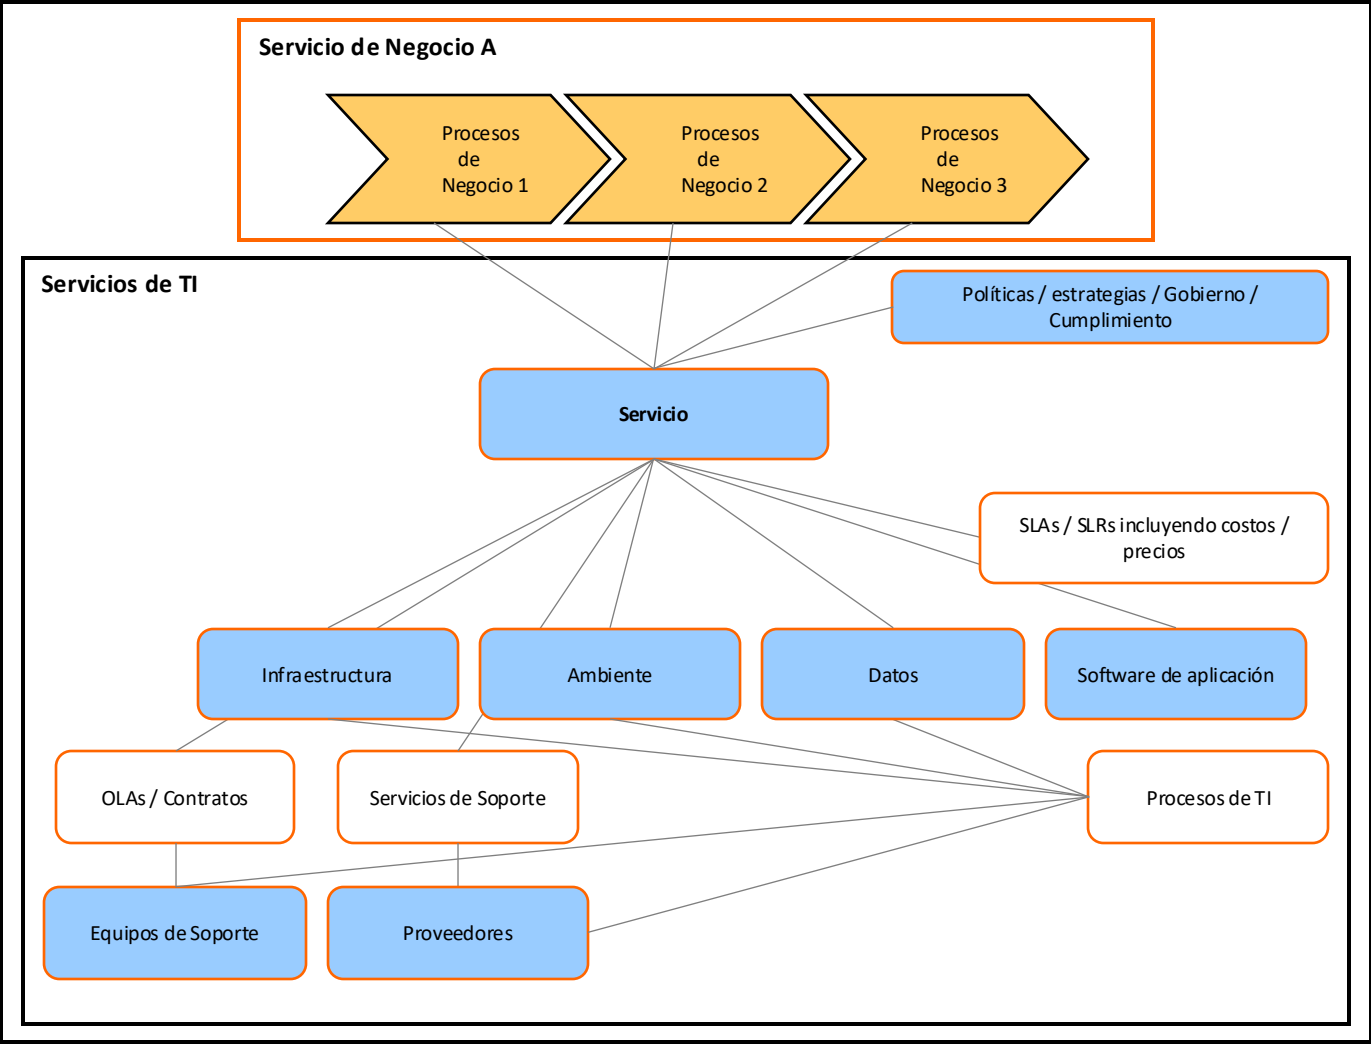 Servicio de Negocio A
Procesos
de
Negocio 1
Procesos
de
Negocio 2
Procesos
de
Negocio 3
Servicios de TI
Políticas / estrategias / Gobierno /
Cumplimiento
Servicio
SLAs / SLRs incluyendo costos /
precios
Infraestructura
Ambiente
Datos
Software de aplicación
OLAs / Contratos
Servicios de Soporte
Procesos de TI
Equipos de Soporte
Proveedores